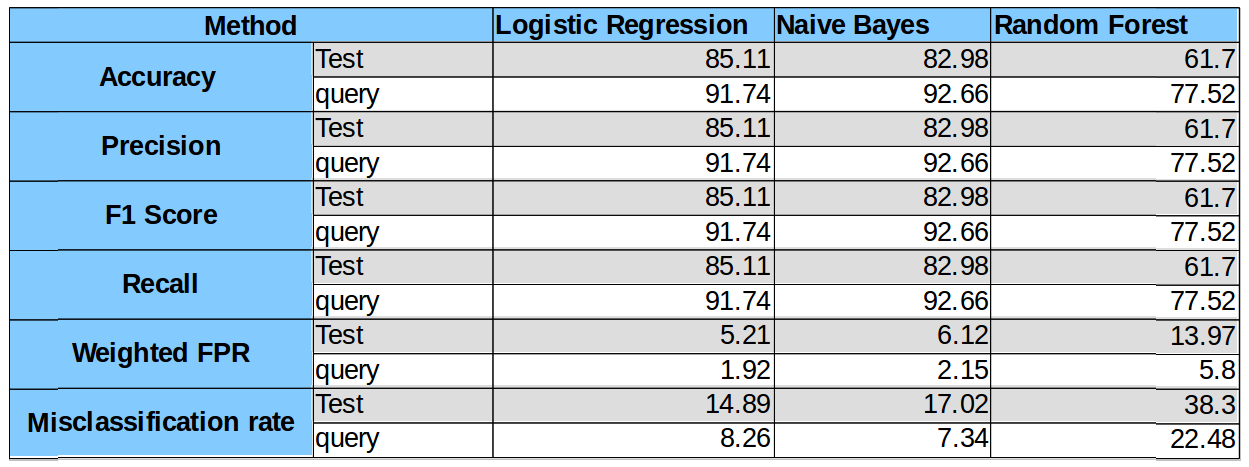 Method Logistic Regression Naive Bayes Random Forest
Accuracy Test 85.11 82.98 61.7
query 91.74 92.66 77.52
Precision Test 85.11 82.98 61.7
query 91.74 92.66 77.52
F1 Score Test 85.11 82.98 61.7
query 91.74 92.66 77.52
Recall Test 85.11 82.98 61.7
query 91.74 92.66 77.52
Weighted FPR Test 5.21 6.12 13.97
query 1.92 2.15 5.8
Misclassification rate Test 14.89 17.02 38.3
query 8.26 7.34 22.48